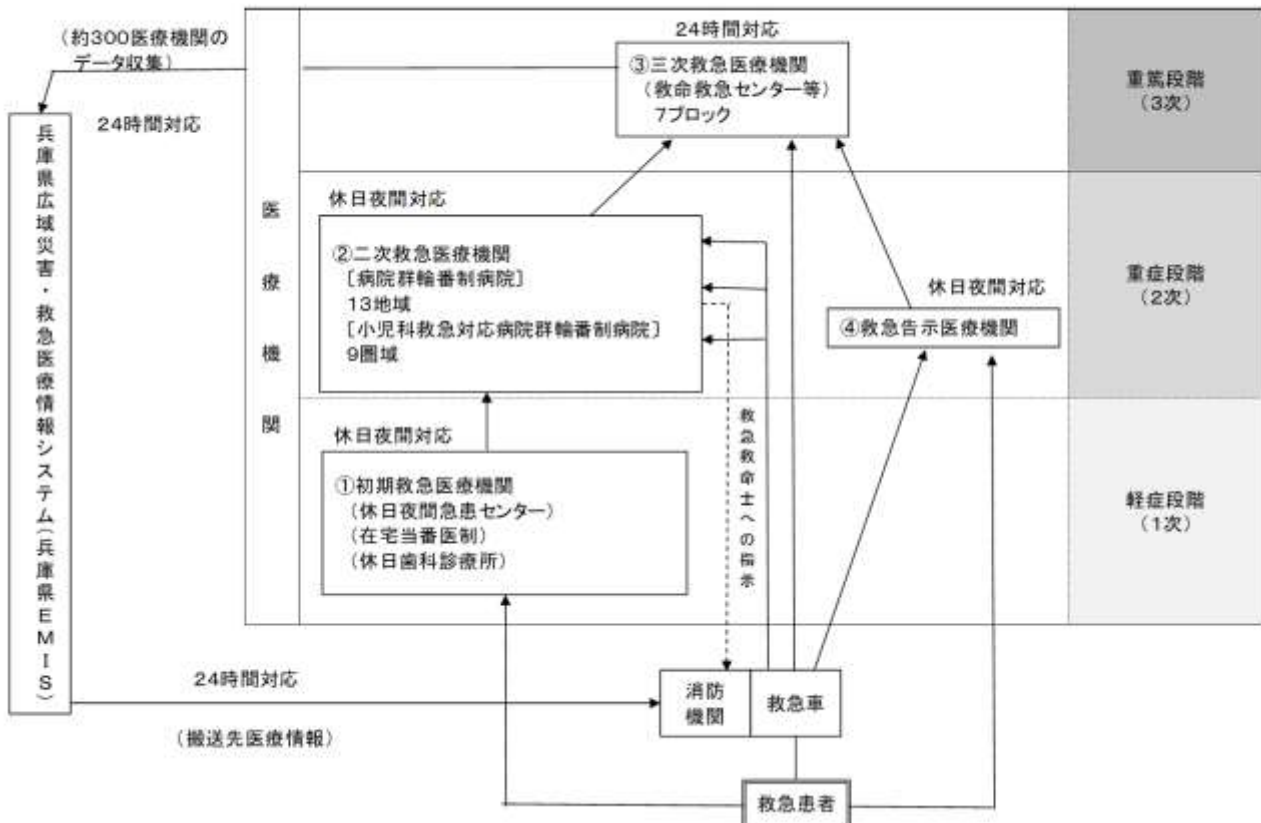 (約300医療機関の
データ収集)
24時間対応
兵庫県広域災害・救急医療情報システム(兵庫県EMIS)
医療機関
24時間対応
③三次救急医療機関
(救命救急センター等)
7ブロック
重篤段階
(3次)
休日夜間対応
②二次救急医療機関
[病院群輪番制病院]
13地域
[小児科救急対応病院群輪番制病院]
9圏域
休日夜間対応
④救急告示医療機関
重症段階
(2次)
休日夜間対応
①初期救急医療機関
(休日夜間急患センター)
(在宅当番医制)
(休日歯科診療所)
救急救命士への指示
軽症段階
(1次)
24時間対応
(搬送先医療情報)
消防
機関
救急車
救急患者